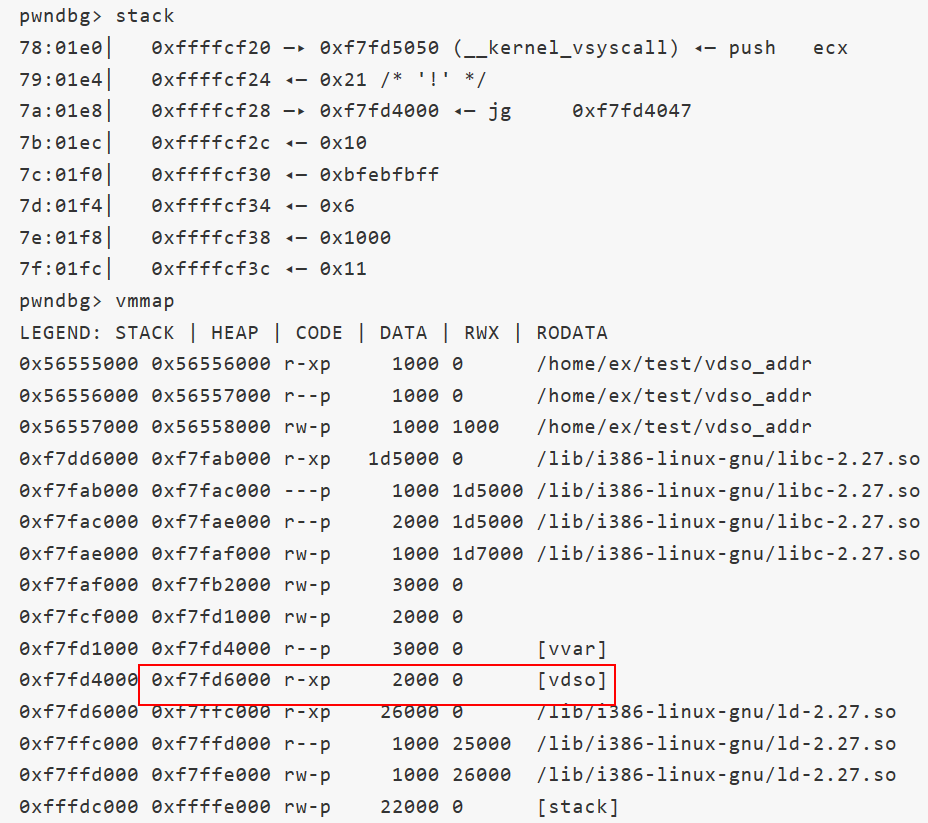 pwndbg> stack
78:01e0│ 0xffffcf20 —▸ 0xf7fd5050 (__kernel_vsyscall) ◂— push ecx
79:01e4│ 0xffffcf24 ◂— 0x21 /* '!' */
7a:01e8│ 0xffffcf28 —▸ 0xf7fd4000 ◂— jg 0xf7fd4047
7b:01ec│ 0xffffcf2c ◂— 0x10
7c:01f0│ 0xffffcf30 ◂— 0xbfebfbff
7d:01f4│ 0xffffcf34 ◂— 0x6
7e:01f8│ 0xffffcf38 ◂— 0x1000
7f:01fc│ 0xffffcf3c ◂— 0x11
pwndbg> vmmap
LEGEND: STACK | HEAP | CODE | DATA | RWX | RODATA
0x56555000 0x56556000 r-xp 1000 0 /home/ex/test/vdso_addr
0x56556000 0x56557000 r--p 1000 0 /home/ex/test/vdso_addr
0x56557000 0x56558000 rw-p 1000 1000 /home/ex/test/vdso_addr
0xf7dd6000 0xf7fab000 r-xp 1d5000 0 /lib/i386-linux-gnu/libc-2.27.so
0xf7fab000 0xf7fac000 ---p 1000 1d5000 /lib/i386-linux-gnu/libc-2.27.so
0xf7fac000 0xf7fae000 r--p 2000 1d5000 /lib/i386-linux-gnu/libc-2.27.so
0xf7fae000 0xf7faf000 rw-p 1000 1d7000 /lib/i386-linux-gnu/libc-2.27.so
0xf7faf000 0xf7fb2000 rw-p 3000 0
0xf7fcf000 0xf7fd1000 rw-p 2000 0
0xf7fd1000 0xf7fd4000 r--p 3000 0 [vvar]
0xf7fd4000 0xf7fd6000 r-xp 2000 0 [vdso]
0xf7fd6000 0xf7ffc000 r-xp 26000 0 /lib/i386-linux-gnu/ld-2.27.so
0xf7ffc000 0xf7ffd000 r--p 1000 25000 /lib/i386-linux-gnu/ld-2.27.so
0xf7ffd000 0xf7ffe000 rw-p 1000 26000 /lib/i386-linux-gnu/ld-2.27.so
0xfffdc000 0xffffe000 rw-p 22000 0 [stack]